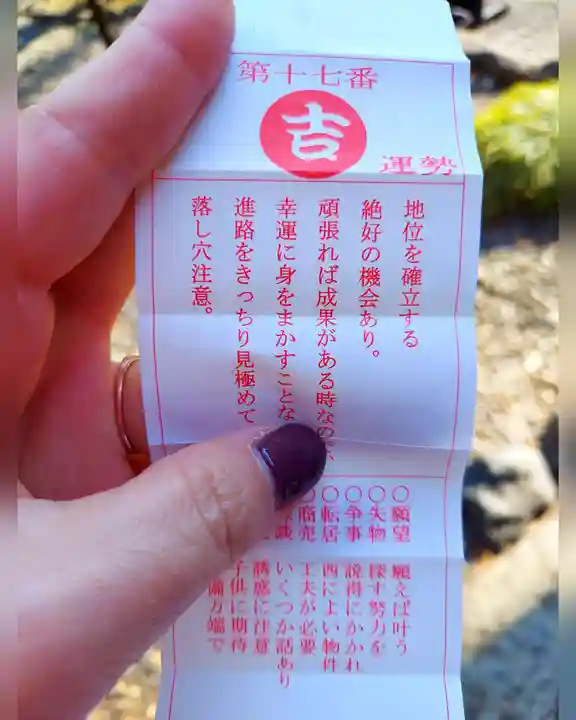 第十七番
吉
運勢
地位を確立する
絶好の機会あり。
頑張れば成果がある時なので、
幸運に身をまかすことな
進路をきっちり見極めて
落し穴注意。
○願望 願えば叶う
○失物 探す努力を
○争事 説得にかかれ
○転居 西によい物件
○商売 工夫が必要
談 いくつか話あり
誘惑に注意
子供に期待
備万端で